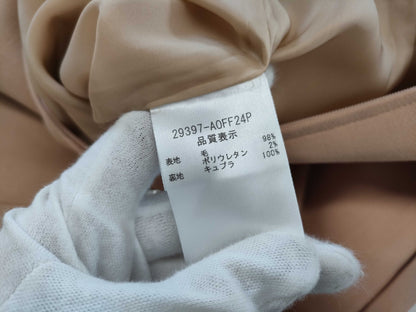 29397-AOFF24P
品質表示
表地 毛 98%
ポリウレタン 2%
裏地 キュプラ 100%